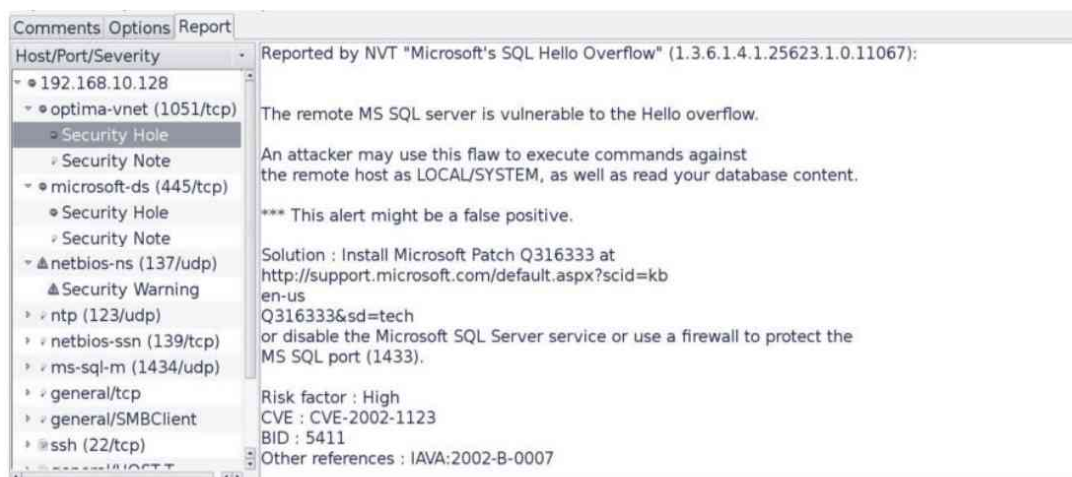 Comments Options Report
Host/Port/Severity
192.168.10.128
optima-vnet (1051/tcp)
Security Hole
Security Note
microsoft-ds (445/tcp)
Security Hole
Security Note
netbios-ns (137/udp)
Security Warning
ntp (123/udp)
netbios-ssn (139/tcp)
ms-sql-m (1434/udp)
general/tcp
general/SMBClient
ssh (22/tcp)
Reported by NVT "Microsoft's SQL Hello Overflow" (1.3.6.1.4.1.25623.1.0.11067):
The remote MS SQL server is vulnerable to the Hello overflow.
An attacker may use this flaw to execute commands against
the remote host as LOCAL/SYSTEM, as well as read your database content.
*** This alert might be a false positive.
Solution : Install Microsoft Patch Q316333 at
http://support.microsoft.com/default.aspx?scid=kb
en-us
Q316333&sd=tech
or disable the Microsoft SQL Server service or use a firewall to protect the
MS SQL port (1433).
Risk factor : High
CVE : CVE-2002-1123
BID : 5411
Other references : IAVA:2002-B-0007